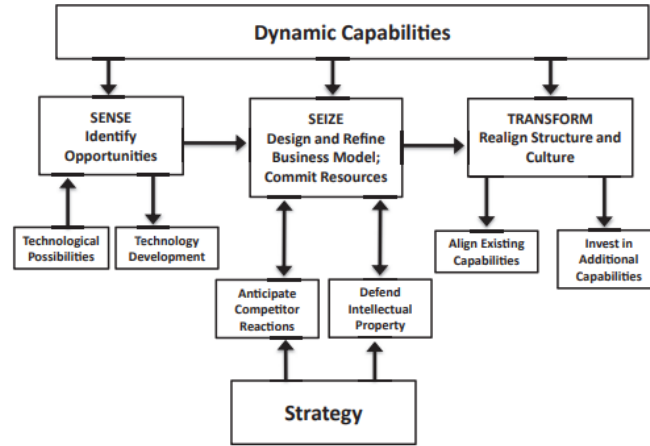 Dynamic Capabilities
SENSE
Identify
Opportunities
SEIZE
Design and Refine
Business Model;
Commit Resources
TRANSFORM
Realign Structure and
Culture
Technological
Possibilities
Technology
Development
Align Existing
Capabilities
Invest in
Additional
Capabilities
Anticipate
Competitor
Reactions
Defend
Intellectual
Property
Strategy